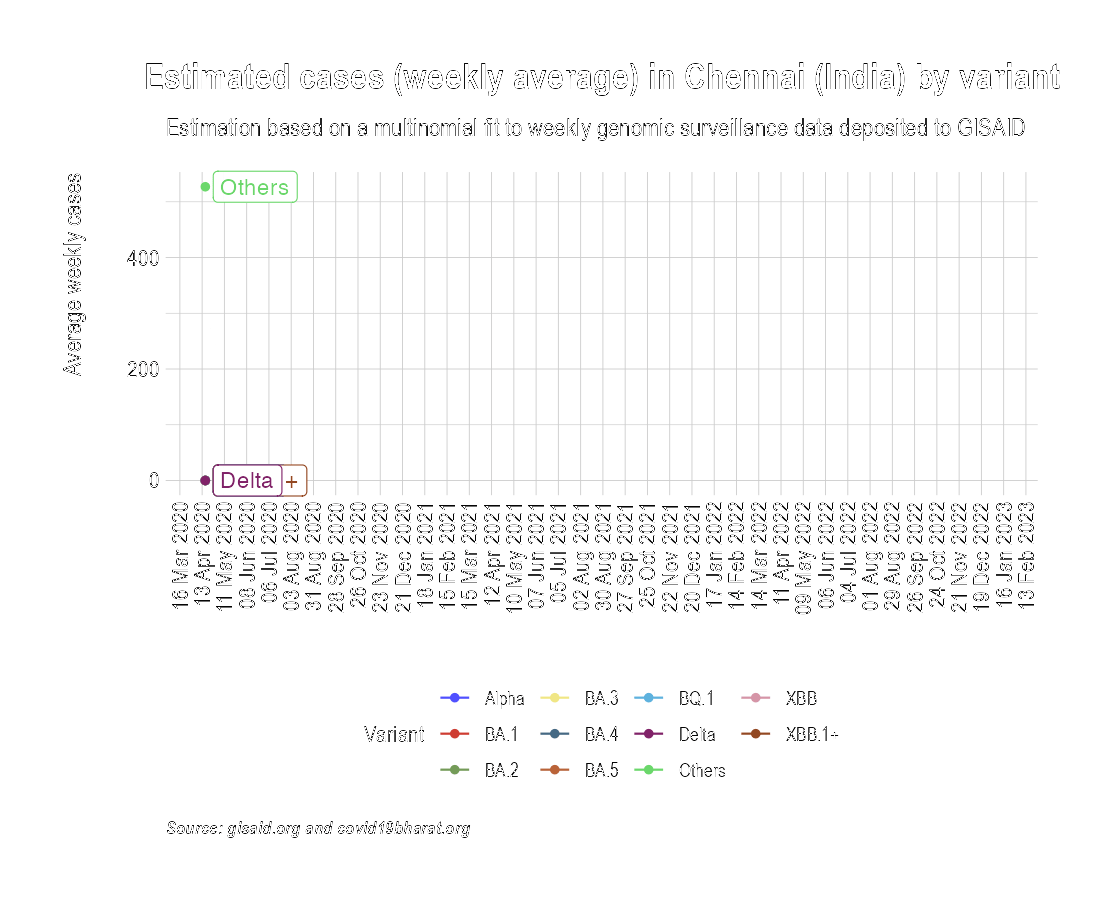 Estimated cases (weekly average) in Chennai (India) by variant
Estimation based on a multinomial fit to weekly genomic surveillance data deposited to GISAID
Average weekly cases
400
200
0
Others
Delta
+
16 Mar 2020
13 Apr 2020
11 May 2020
08 Jun 2020
06 Jul 2020
03 Aug 2020
31 Aug 2020
28 Sep 2020
26 Oct 2020
23 Nov 2020
21 Dec 2020
18 Jan 2021
15 Feb 2021
15 Mar 2021
12 Apr 2021
10 May 2021
07 Jun 2021
05 Jul 2021
02 Aug 2021
30 Aug 2021
27 Sep 2021
25 Oct 2021
22 Nov 2021
20 Dec 2021
17 Jan 2022
14 Feb 2022
14 Mar 2022
11 Apr 2022
09 May 2022
06 Jun 2022
04 Jul 2022
01 Aug 2022
29 Aug 2022
26 Sep 2022
24 Oct 2022
21 Nov 2022
19 Dec 2022
16 Jan 2023
13 Feb 2023
Variant
Alpha
BA.1
BA.2
BA.3
BA.4
BA.5
BQ.1
Delta
Others
XBB
XBB.1+
Source: gisaid.org and covid19bharat.org